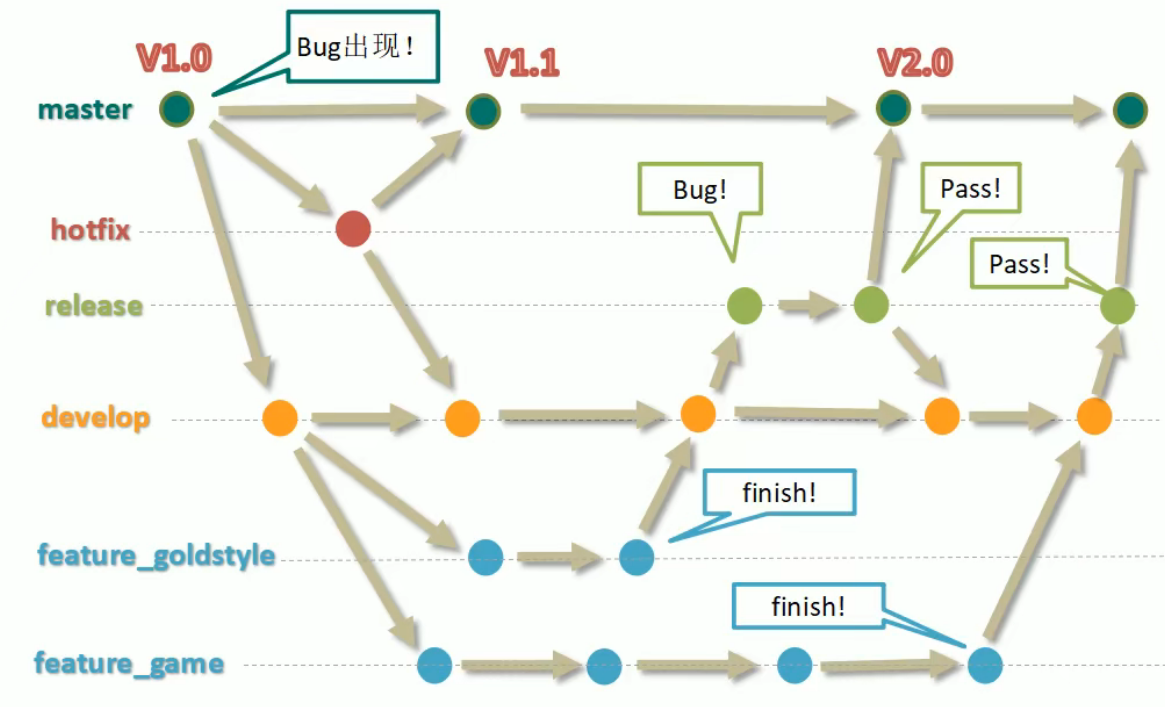 Bug出现！
V1.0
V1.1
V2.0
master
Bug!
Pass!
hotfix
Pass!
release
develop
finish!
feature_goldstyle
finish!
feature_game